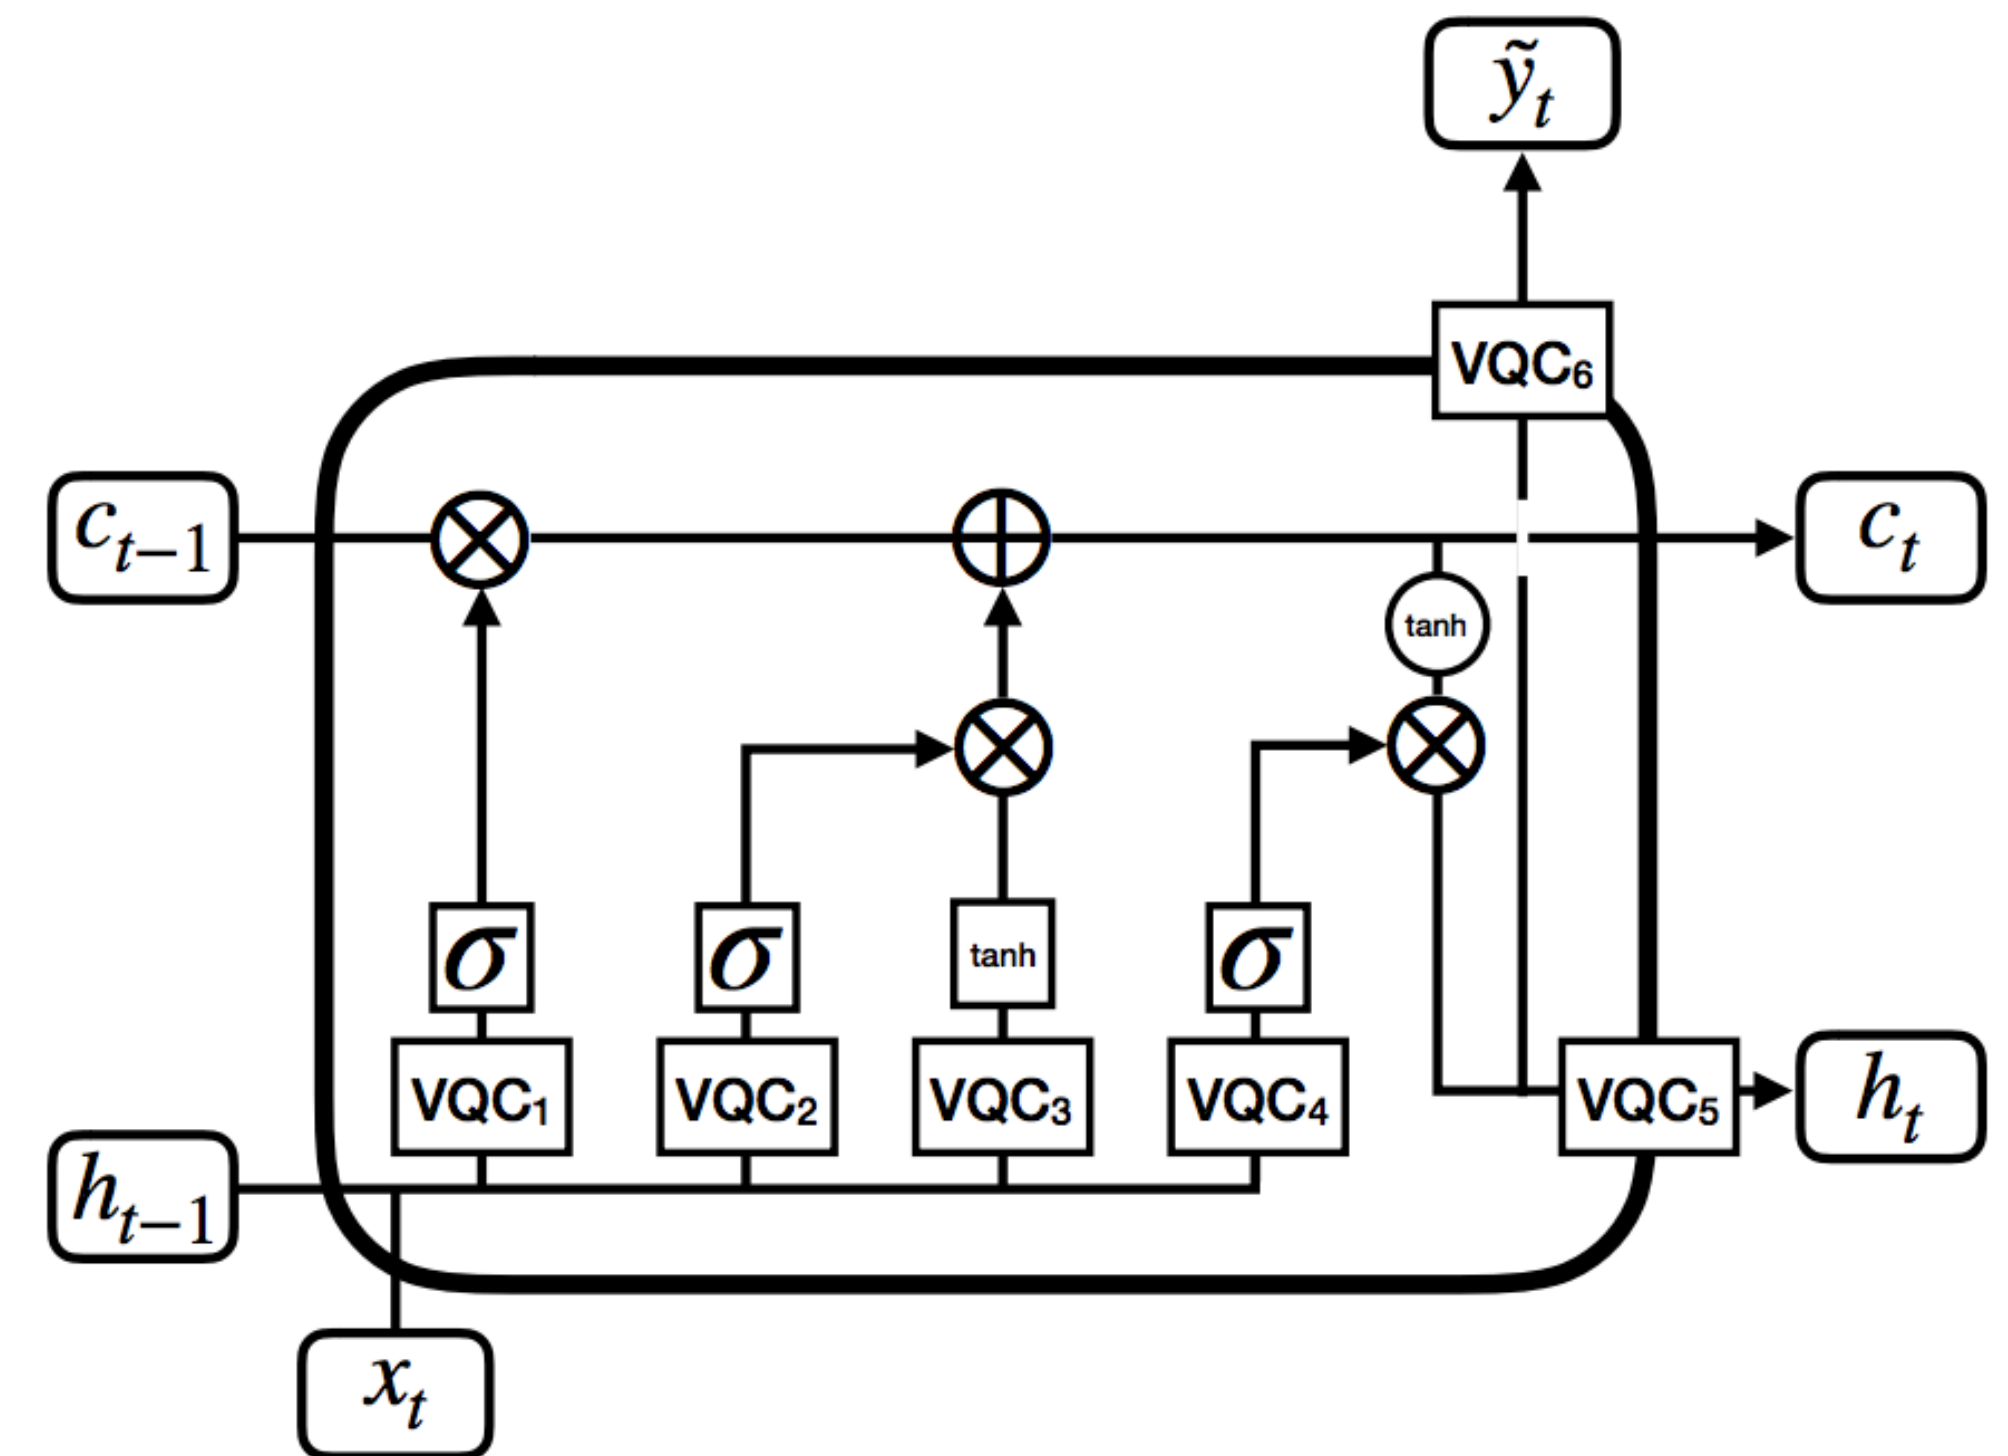 ỹₜ
VQC₆
cₜ₋₁
cₜ
tanh
σ σ tanh σ
VQC₁ VQC₂ VQC₃ VQC₄ VQC₅
hₜ
hₜ₋₁
xₜ